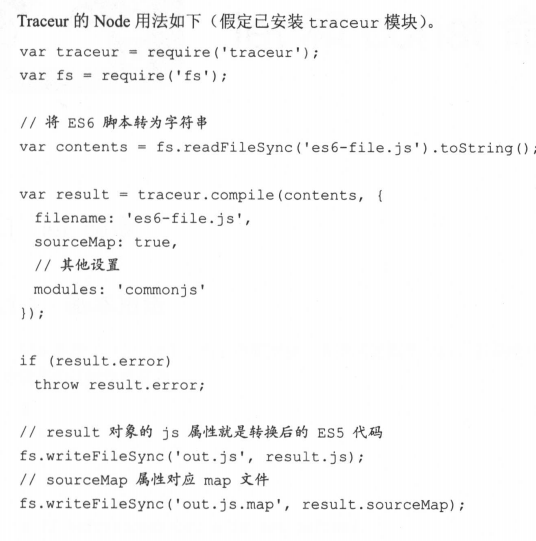 Traceur 的 Node 用法如下（假定已安装 traceur 模块）。
var traceur = require('traceur');
var fs = require('fs');
// 将 ES6 脚本转为字符串
var contents = fs.readFileSync('es6-file.js').toString();
var result = traceur.compile(contents, {
  filename: 'es6-file.js',
  sourceMap: true,
  // 其他设置
  modules: 'commonjs'
});
if (result.error)
  throw result.error;
// result 对象的 js 属性就是转换后的 ES5 代码
fs.writeFileSync('out.js', result.js);
// sourceMap 属性对应 map 文件
fs.writeFileSync('out.js.map', result.sourceMap);